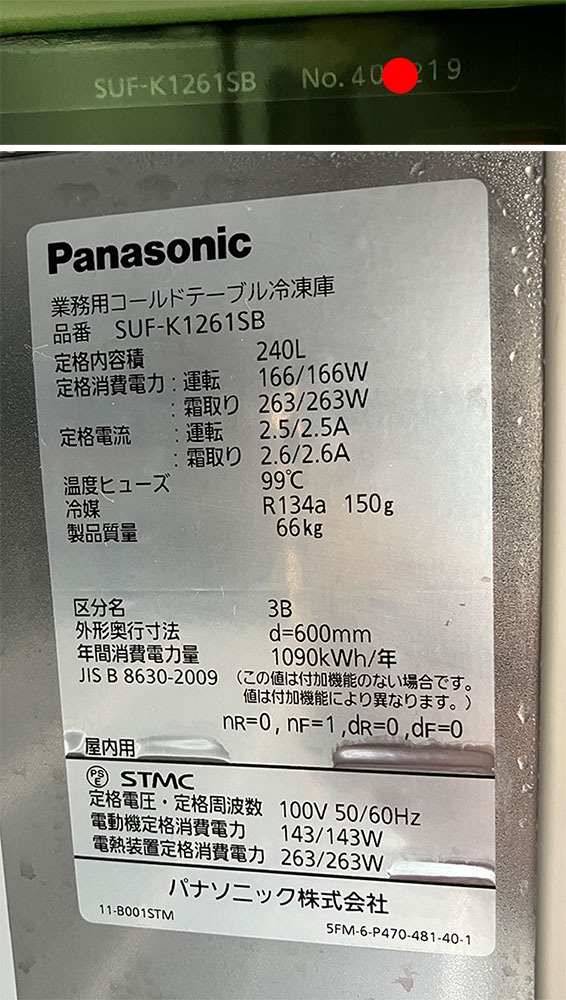 SUF-K1261SB No.40 219
Panasonic
業務用コールドテーブル冷凍庫
品番 SUF-K1261SB
定格内容積 240L
定格消費電力:運転 166/166W
:霜取り 263/263W
定格電流 :運転 2.5/2.5A
:霜取り 2.6/2.6A
温度ヒューズ 99℃
冷媒 R134a 150g
製品質量 66kg
区分名 3B
外形奥行寸法 d=600mm
年間消費電力量 1090kWh/年
JIS B 8630-2009 (この値は付加機能のない場合です。
値は付加機能により異なります。)
nR=0, nF=1,dR=0,dF=0
屋内用
PSE STMC
定格電圧・定格周波数 100V 50/60Hz
電動機定格消費電力 143/143W
電熱装置定格消費電力 263/263W
パナソニック株式会社
11-B001STM
5FM-6-P470-481-40-1